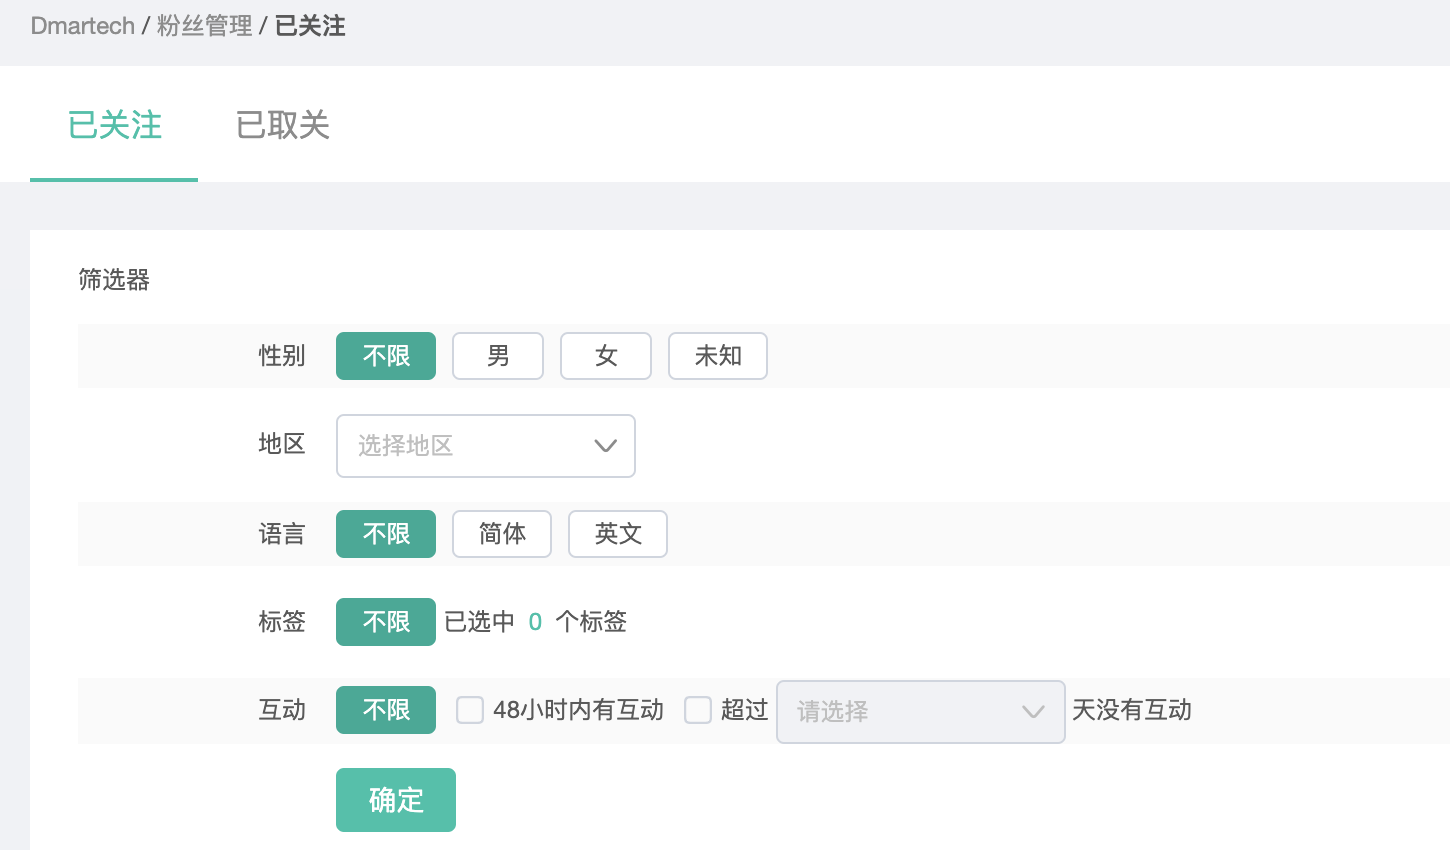 Dmartech / 粉丝管理 / 已关注
已关注 已取关
筛选器
性别 不限 男 女 未知
地区 选择地区
语言 不限 简体 英文
标签 不限 已选中 0 个标签
互动 不限 48小时内有互动 超过 请选择 天没有互动
确定